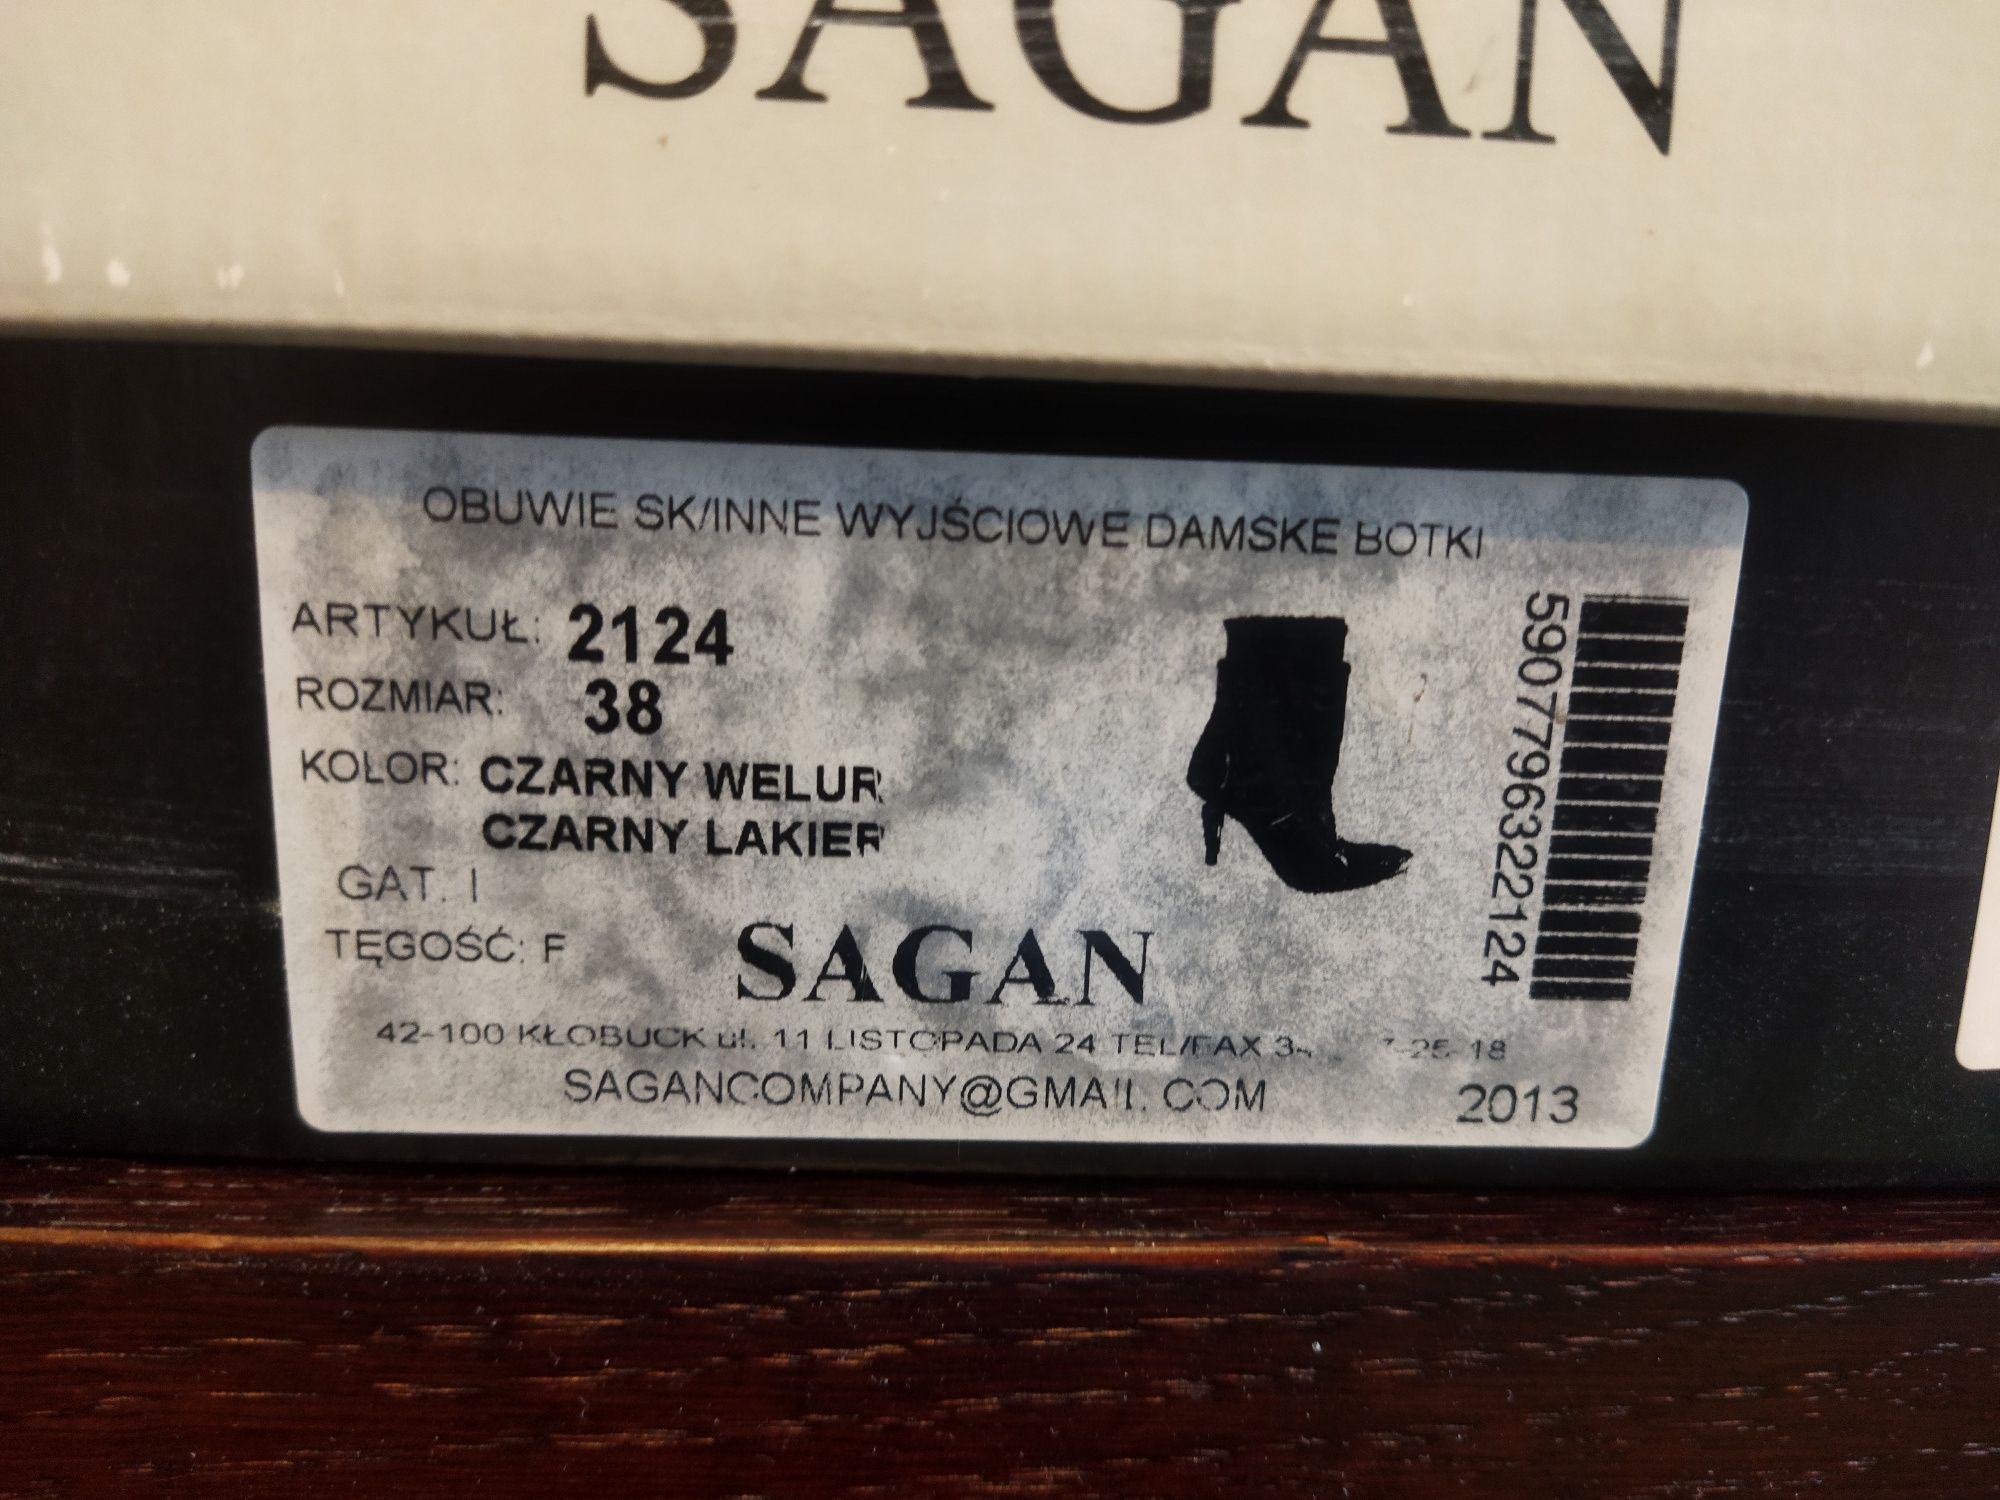 SAGAN
OBUWIE SK/INNE WYJŚCIOWE DAMSKE BOTKI
ARTYKUŁ: 2124
ROZMIAR: 38
KOLOR: CZARNY WELUR
CZARNY LAKIER
GAT. I
TĘGOŚĆ: F
5907796322124
SAGAN
42-100 KŁOBUCK ul. 11 LISTOPADA 24 TEL/FAX
SAGANCOMPANY@GMAIL.COM
2013